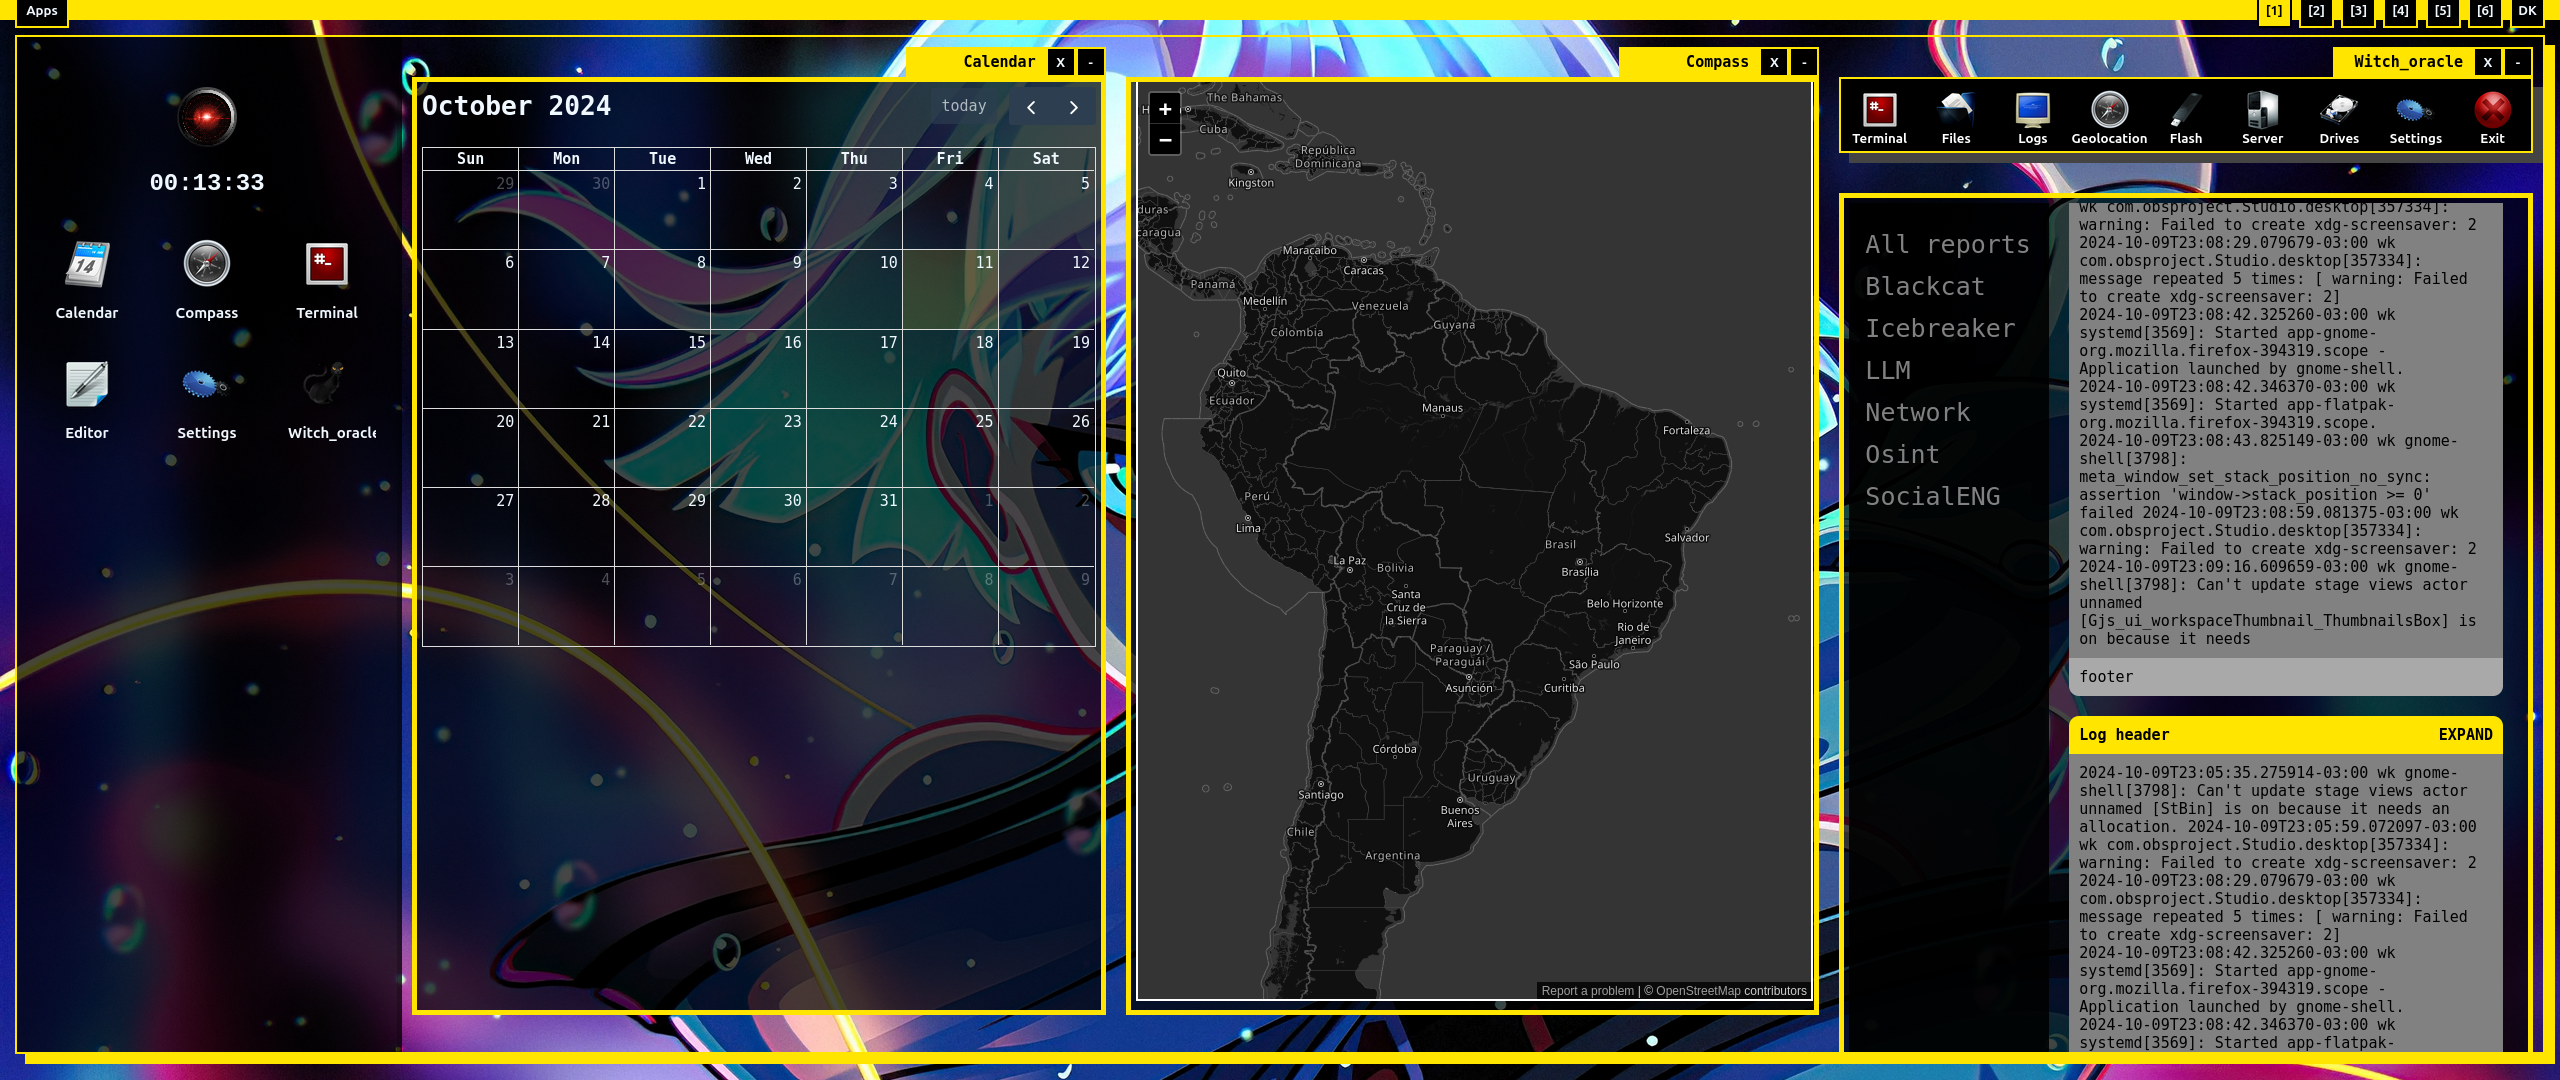 Apps
[1] [2] [3] [4] [5] [6] DK
00:13:33
Calendar Compass Terminal
14
Editor Settings Witch_oracle
Calendar X -
October 2024 today
Sun Mon Tue Wed Thu Fri Sat
29 30 1 2 3 4 5
6 7 8 9 10 11 12
13 14 15 16 17 18 19
20 21 22 23 24 25 26
27 28 29 30 31 1 2
3 4 5 6 7 8 9
Compass X -
+
−
The Bahamas
Cuba
República
Dominicana
Kingston
duras
caragua
Maracaibo
Caracas
Panamá
Medellín
Venezuela
Guyana
Colombia
Quito
Ecuador
Manaus
Fortaleza
Perú
Lima
Salvador
Brasil
La Paz
Bolivia
Brasília
Santa
Cruz de
la Sierra
Belo Horizonte
Rio de
Janeiro
Paraguay /
Paraguái
São Paulo
Asunción
Curitiba
Córdoba
Uruguay
Santiago
Buenos
Aires
Chile
Argentina
Report a problem | © OpenStreetMap contributors
Witch_oracle X -
Terminal Files Logs Geolocation Flash Server Drives Settings Exit
All reports
Blackcat
Icebreaker
LLM
Network
Osint
SocialENG
wk com.obsproject.Studio.desktop[357334]:
warning: Failed to create xdg-screensaver: 2
2024-10-09T23:08:29.079679-03:00 wk
com.obsproject.Studio.desktop[357334]:
message repeated 5 times: [ warning: Failed
to create xdg-screensaver: 2]
2024-10-09T23:08:42.325260-03:00 wk
systemd[3569]: Started app-gnome-
org.mozilla.firefox-394319.scope -
Application launched by gnome-shell.
2024-10-09T23:08:42.346370-03:00 wk
systemd[3569]: Started app-flatpak-
org.mozilla.firefox-394319.scope.
2024-10-09T23:08:43.825149-03:00 wk gnome-
shell[3798]:
meta_window_set_stack_position_no_sync:
assertion 'window->stack_position >= 0'
failed 2024-10-09T23:08:59.081375-03:00 wk
com.obsproject.Studio.desktop[357334]:
warning: Failed to create xdg-screensaver: 2
2024-10-09T23:09:16.609659-03:00 wk gnome-
shell[3798]: Can't update stage views actor
unnamed
[Gjs_ui_workspaceThumbnail_ThumbnailsBox] is
on because it needs
footer
Log header EXPAND
2024-10-09T23:05:35.275914-03:00 wk gnome-
shell[3798]: Can't update stage views actor
unnamed [StBin] is on because it needs an
allocation. 2024-10-09T23:05:59.072097-03:00
wk com.obsproject.Studio.desktop[357334]:
warning: Failed to create xdg-screensaver: 2
2024-10-09T23:08:29.079679-03:00 wk
com.obsproject.Studio.desktop[357334]:
message repeated 5 times: [ warning: Failed
to create xdg-screensaver: 2]
2024-10-09T23:08:42.325260-03:00 wk
systemd[3569]: Started app-gnome-
org.mozilla.firefox-394319.scope -
Application launched by gnome-shell.
2024-10-09T23:08:42.346370-03:00 wk
systemd[3569]: Started app-flatpak-